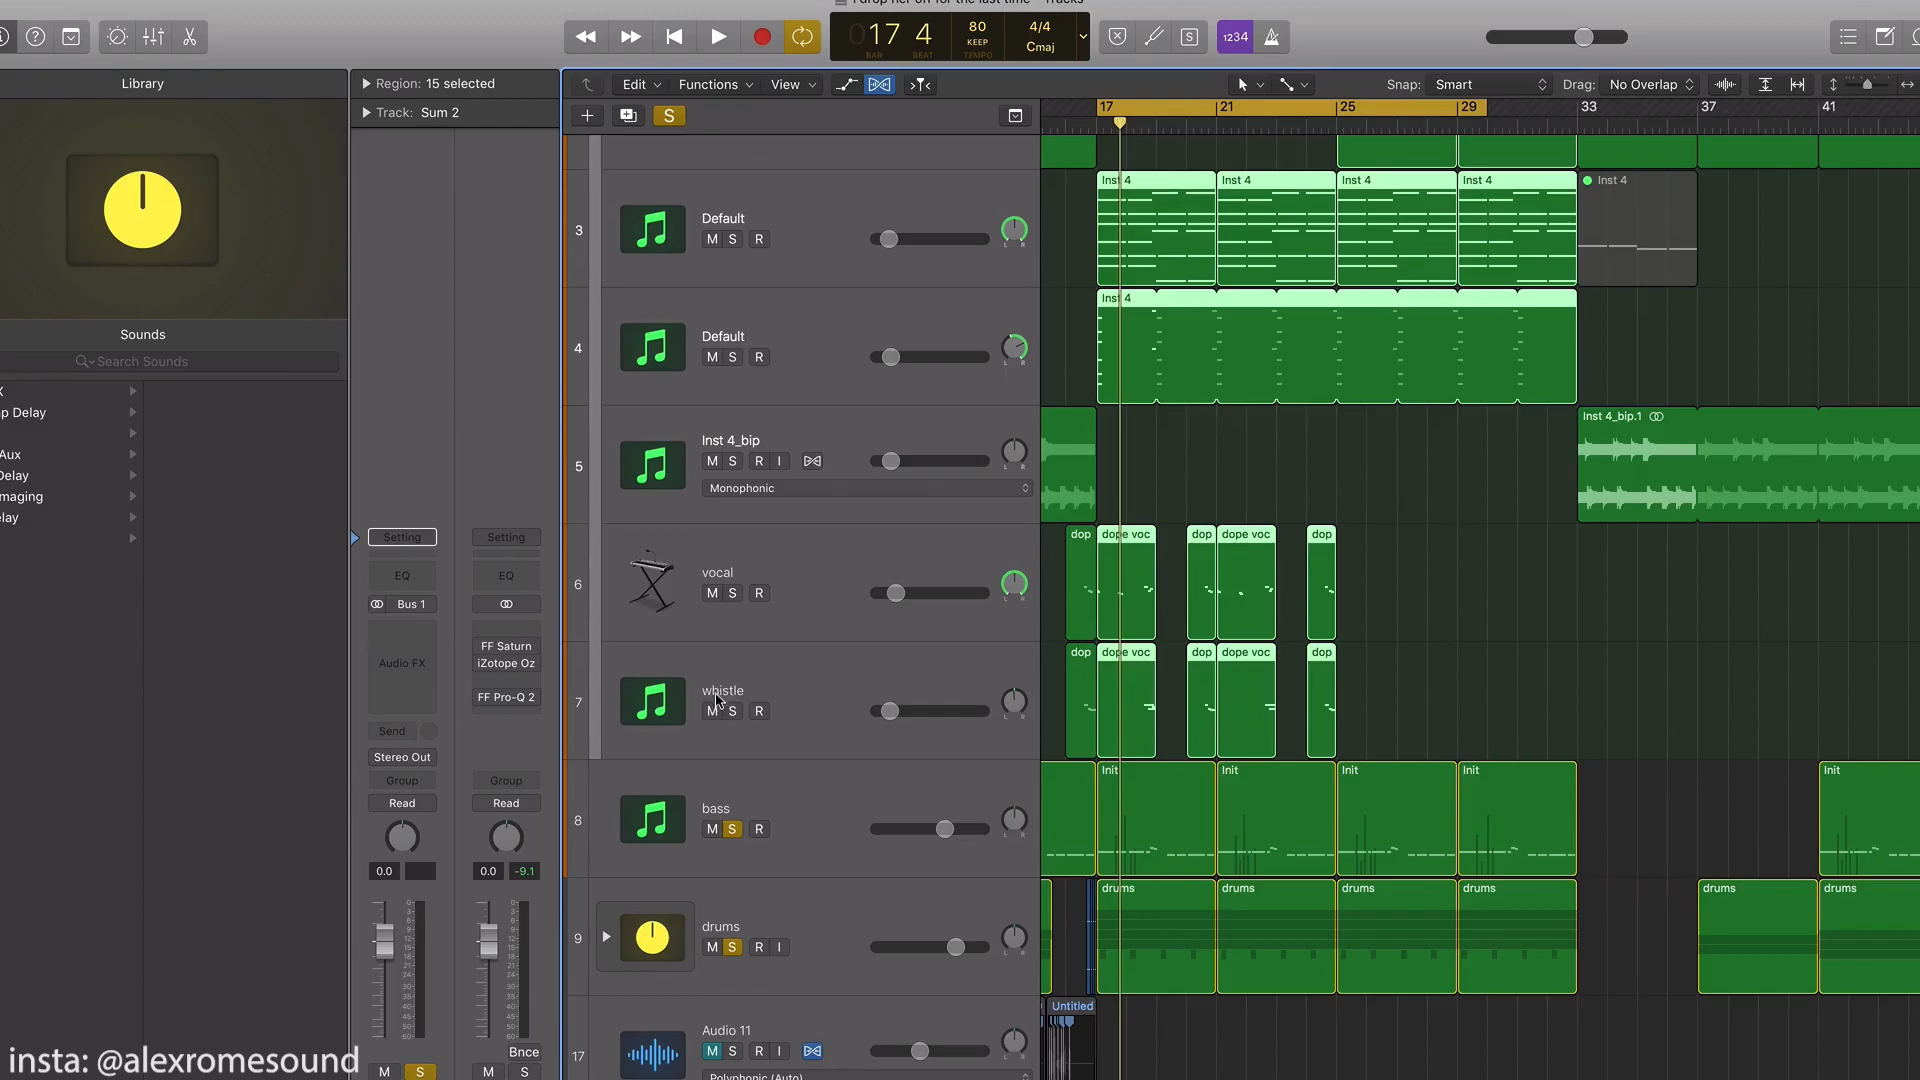 17 4
BAR BEAT
80
KEEP
TEMPO
4/4
Cmaj
S
1234
Library
Region: 15 selected
Track: Sum 2
Edit
Functions
View
Snap: Smart
Drag: No Overlap
S
17 21 25 29 33 37 41
Sounds
Search Sounds
p Delay
Aux
Delay
maging
elay
Setting
EQ
Bus 1
Audio FX
Send
Stereo Out
Group
Read
0.0
M S
Setting
EQ
FF Saturn
iZotope Oz
FF Pro-Q 2
Group
Read
0.0 -9.1
Bnce
M S
3
Default
M S R
Inst 4 Inst 4 Inst 4 Inst 4 Inst 4
4
Default
M S R
Inst 4
5
Inst 4_bip
M S R I
Monophonic
Inst 4_bip.1
6
vocal
M S R
dop dope voc dop dope voc dop
7
whistle
M S R
dop dope voc dop dope voc dop
8
bass
M S R
Init Init Init Init Init
9
drums
M S R I
drums drums drums drums drums drums
17
Audio 11
M S R I
Polyphonic (Auto)
Untitled
insta: @alexromesound